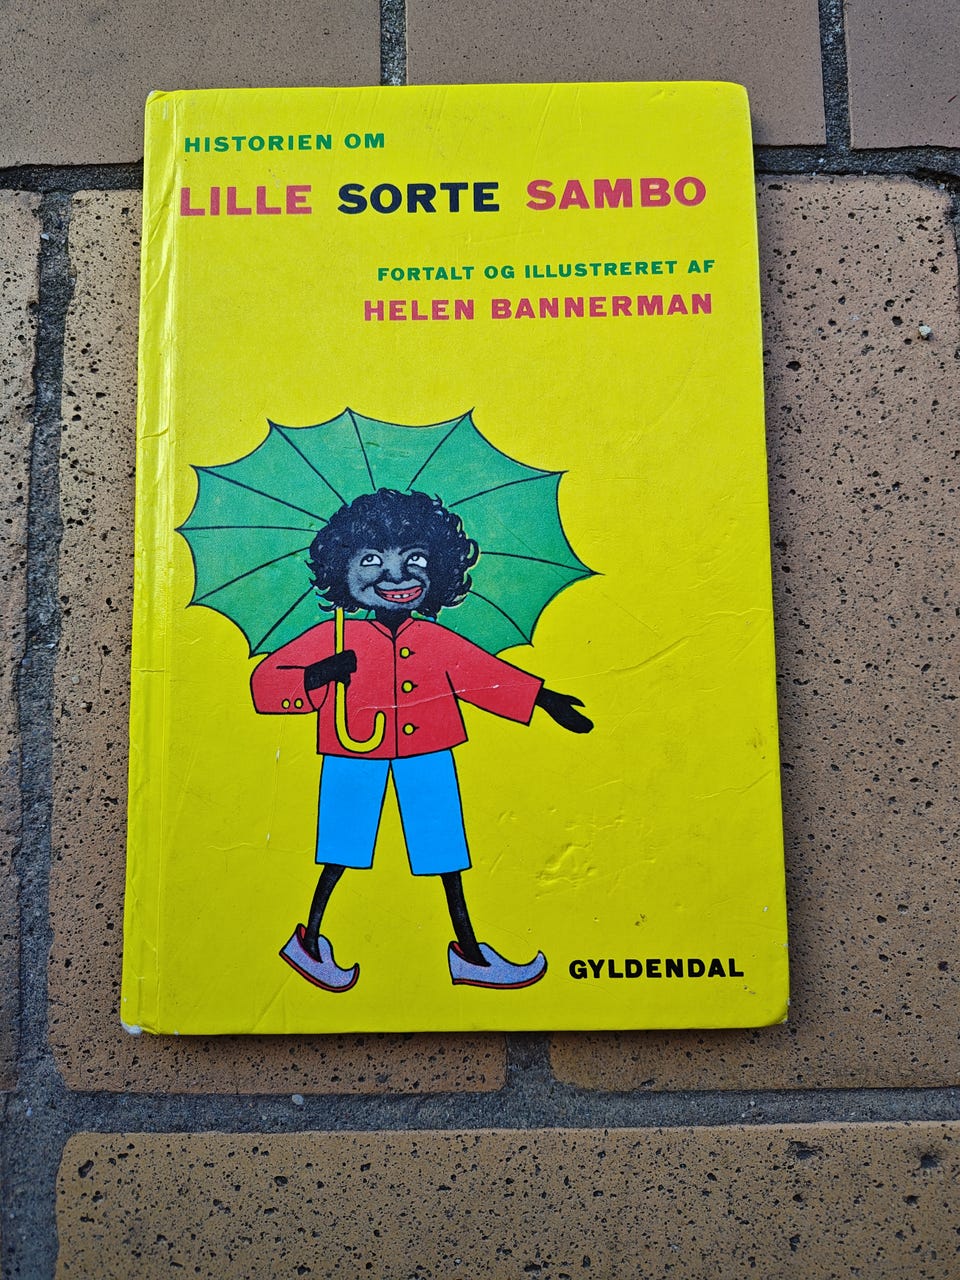 HISTORIEN OM
LILLE SORTE SAMBO
FORTALT OG ILLUSTRERET AF
HELEN BANNERMAN
GYLDENDAL